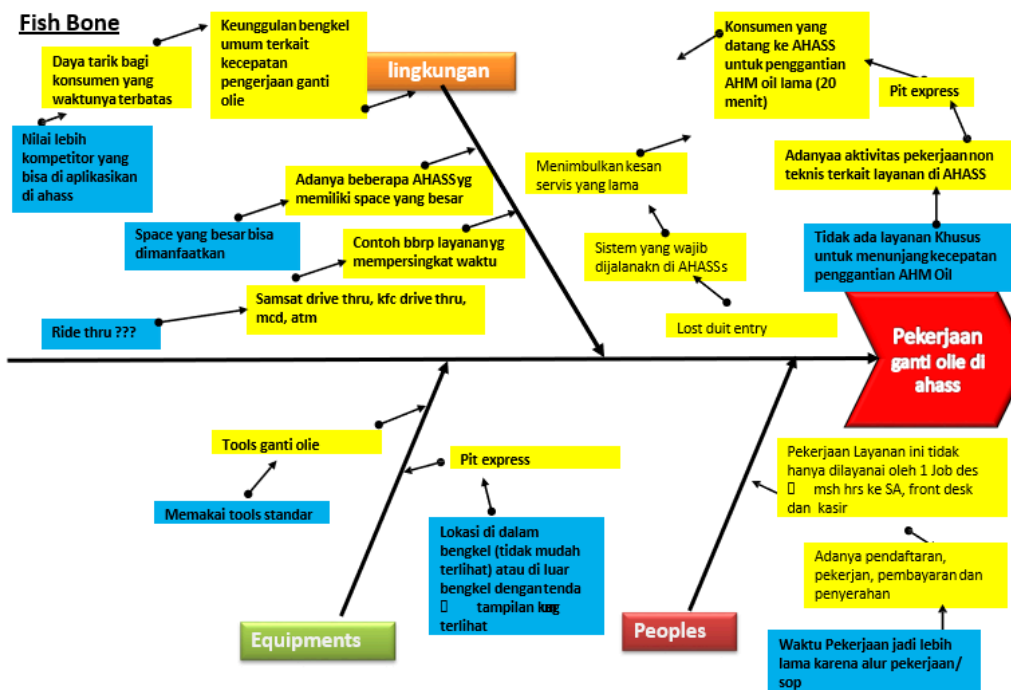 Fish Bone
Daya tarik bagi
konsumen yang
waktunya terbatas
Keunggulan bengkel
umum terkait
kecepatan
pengerjaan ganti
olie
lingkungan
Nilai lebih
kompetitor yang
bisa di aplikasikan
di ahass
Adanya beberapa AHASS yg
memiliki space yang besar
Space yang besar bisa
dimanfaatkan
Contoh bbrp layanan yg
mempersingkat waktu
Samsat drive thru, kfc drive thru,
mcd, atm
Ride thru ???
Konsumen yang
datang ke AHASS
untuk penggantian
AHM oil lama (20
menit)
Pit express
Adanyaa aktivitas pekerjaan non
teknis terkait layanan di AHASS
Tidak ada layanan Khusus
untuk menunjang kecepatan
penggantian AHM Oil
Menimbulkan kesan
servis yang lama
Sistem yang wajib
dijalanakn di AHASSs
Lost duit entry
Pekerjaan
ganti olie di
ahass
Tools ganti olie
Memakai tools standar
Pit express
Lokasi di dalam
bengkel (tidak mudah
terlihat) atau di luar
bengkel dengan tenda
tampilan
terlihat
Equipments
Peoples
Pekerjaan Layanan ini tidak
hanya dilayanai oleh 1 Job des
msh hrs ke SA, front desk
dan kasir
Adanya pendaftaran,
pekerjan, pembayaran dan
penyerahan
Waktu Pekerjaan jadi lebih
lama karena alur pekerjaan/
sop